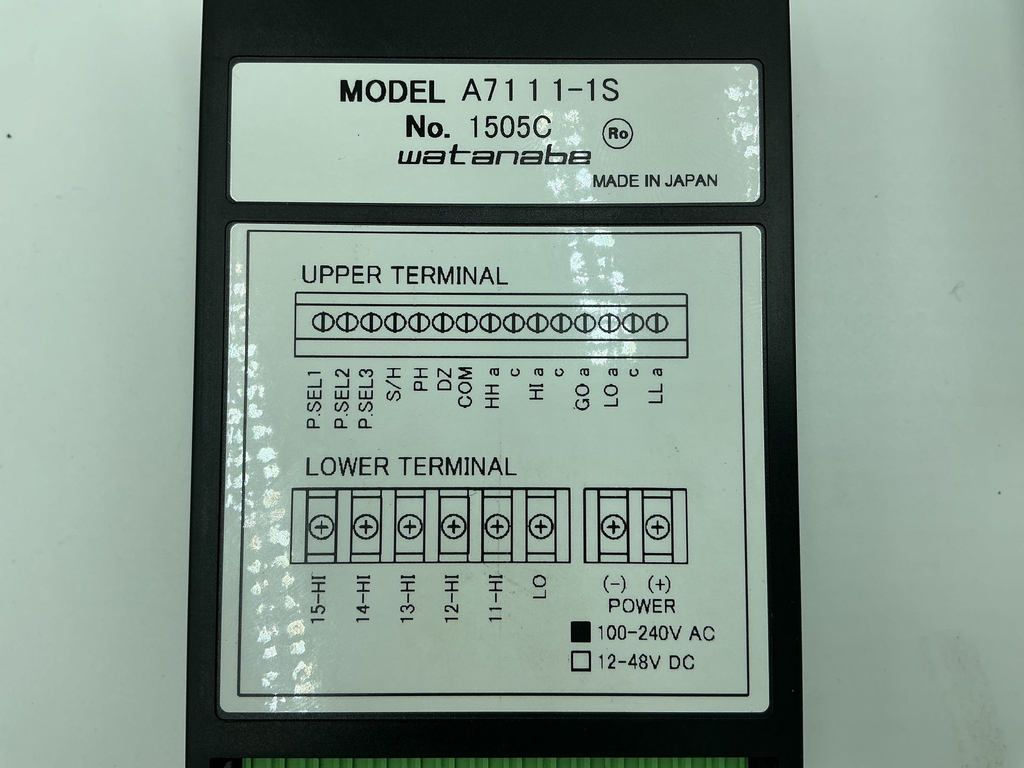 MODEL A7111-1S
No. 1505C Ro
watanabe
MADE IN JAPAN
UPPER TERMINAL
P.SEL1
P.SEL2
P.SEL3
S/H
PH
DZ
COM
HH a
c
HI a
c
GO a
LO a
c
LL a
LOWER TERMINAL
15-HI
14-HI
13-HI
12-HI
11-HI
LO
(-) (+)
POWER
100-240V AC
12-48V DC